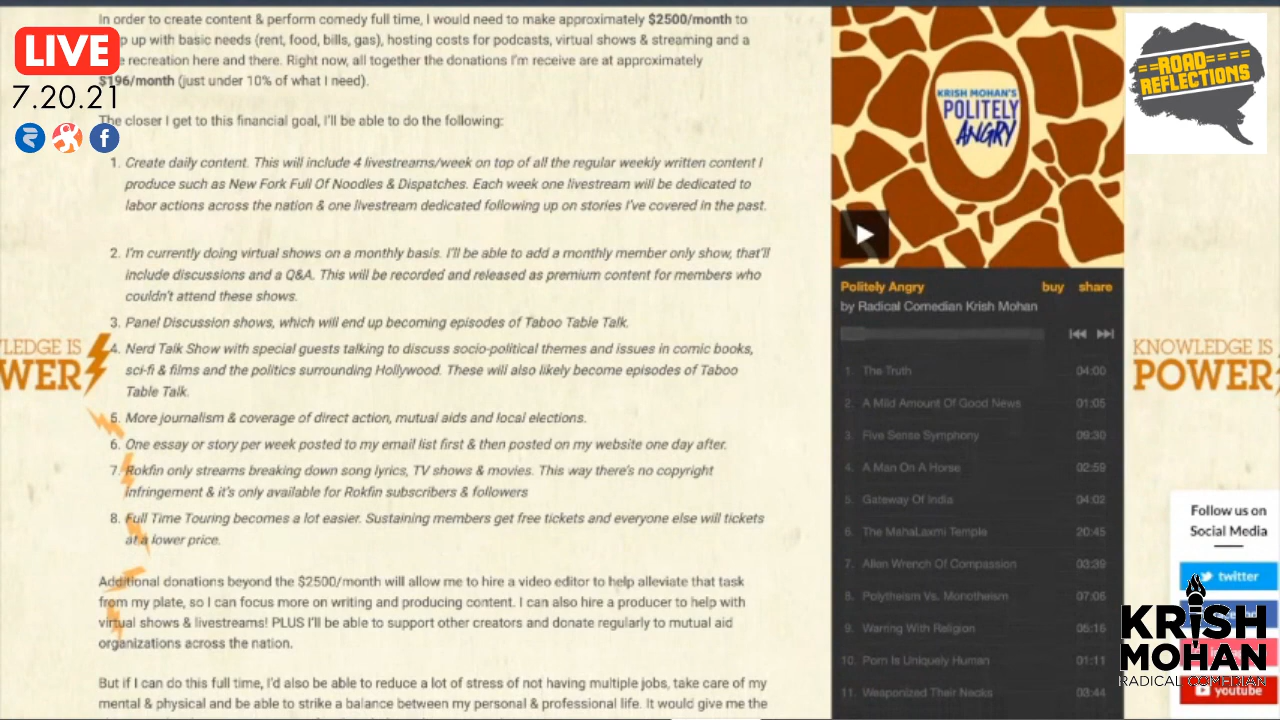 In order to create content & perform comedy full time, I would need to make approximately $2500/month to
LIVE
p up with basic needs (rent, food, bills, gas), hosting costs for podcasts, virtual shows & streaming and a
e recreation here and there. Right now, all together the donations I'm receive are at approximately
$196/month (just under 10% of what I need).
7.20.21
The closer I get to this financial goal, I'll be able to do the following:
1. Create daily content. This will include 4 livestreams/week on top of all the regular weekly written content I
produce such as New Fork Full Of Noodles & Dispatches. Each week one livestream will be dedicated to
labor actions across the nation & one livestream dedicated following up on stories I've covered in the past.
2. I'm currently doing virtual shows on a monthly basis. I'll be able to add a monthly member only show, that'll
include discussions and a Q&A. This will be recorded and released as premium content for members who
couldn't attend these shows.
3. Panel Discussion shows, which will end up becoming episodes of Taboo Table Talk.
4. Nerd Talk Show with special guests talking to discuss socio-political themes and issues in comic books,
sci-fi & films and the politics surrounding Hollywood. These will also likely become episodes of Taboo
Table Talk.
5. More journalism & coverage of direct action, mutual aids and local elections.
6. One essay or story per week posted to my email list first & then posted on my website one day after.
7. Rokfin only streams breaking down song lyrics, TV shows & movies. This way there's no copyright
infringement & it's only available for Rokfin subscribers & followers
8. Full Time Touring becomes a lot easier. Sustaining members get free tickets and everyone else will tickets
at a lower price.
Additional donations beyond the $2500/month will allow me to hire a video editor to help alleviate that task
from my plate, so I can focus more on writing and producing content. I can also hire a producer to help with
virtual shows & livestreams! PLUS I'll be able to support other creators and donate regularly to mutual aid
organizations across the nation.
But if I can do this full time, I'd also be able to reduce a lot of stress of not having multiple jobs, take care of my
mental & physical and be able to strike a balance between my personal & professional life. It would give me the
LEDGE IS
WER
KRISH MOHAN'S
POLITELY
ANGRY
Politely Angry
buy share
by Radical Comedian Krish Mohan
1. The Truth 04:00
2. A Mild Amount Of Good News 01:05
3. Five Sense Symphony 09:30
4. A Man On A Horse 02:59
5. Gateway Of India 04:02
6. The MahaLaxmi Temple 20:45
7. Allen Wrench Of Compassion 03:39
8. Polytheism Vs. Monotheism 07:06
9. Warring With Religion 05:16
10. Porn Is Uniquely Human 01:11
11. Weaponized Their Necks 03:44
ROAD
REFLECTIONS
KNOWLEDGE IS
POWER
Follow us on
Social Media
twitter
KRISH
MOHAN
RADICAL COMEDIAN
youtube